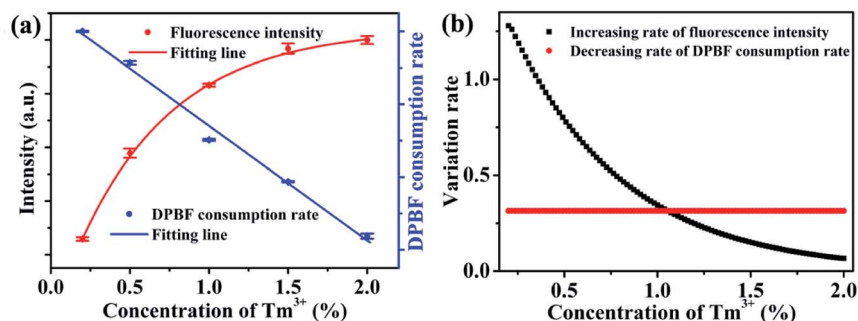 (a)
Fluorescence intensity
Fitting line
DPBF consumption rate
Fitting line
Intensity (a.u.)
DPBF consumption rate
0.0 0.5 1.0 1.5 2.0
Concentration of Tm³⁺ (%)
(b)
Increasing rate of fluorescence intensity
Decreasing rate of DPBF consumption rate
Variation rate
1.0
0.5
0.0
0.5 1.0 1.5 2.0
Concentration of Tm³⁺ (%)